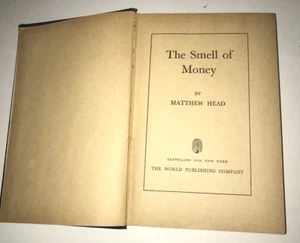 The Smell of
Money
BY
MATTHEW HEAD
CLEVELAND AND NEW YORK
THE WORLD PUBLISHING COMPANY